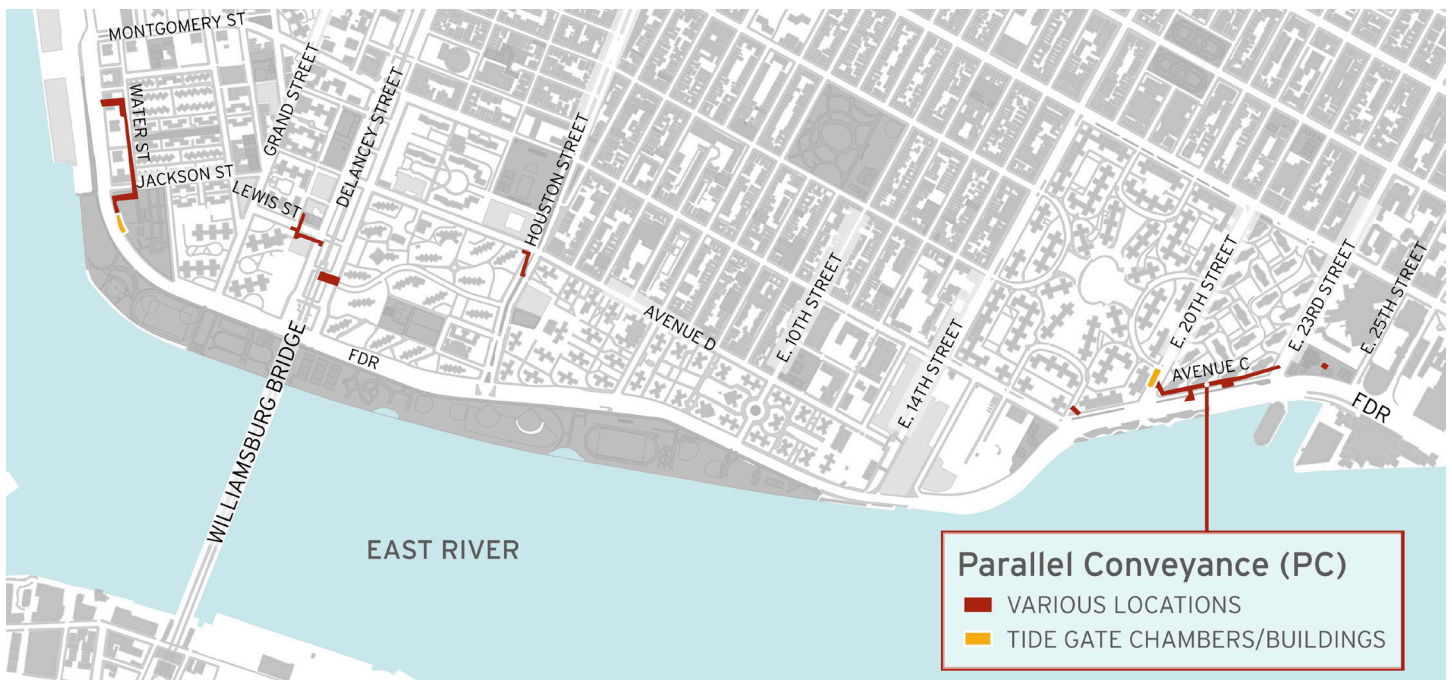 MONTGOMERY ST
WATER ST
GRAND STREET
DELANCEY STREET
JACKSON ST
LEWIS ST
HOUSTON STREET
AVENUE D
E. 10TH STREET
E. 14TH STREET
E. 20TH STREET
E. 23RD STREET
E. 25TH STREET
AVENUE C
FDR
FDR
WILLIAMSBURG BRIDGE
EAST RIVER
Parallel Conveyance (PC)
VARIOUS LOCATIONS
TIDE GATE CHAMBERS/BUILDINGS